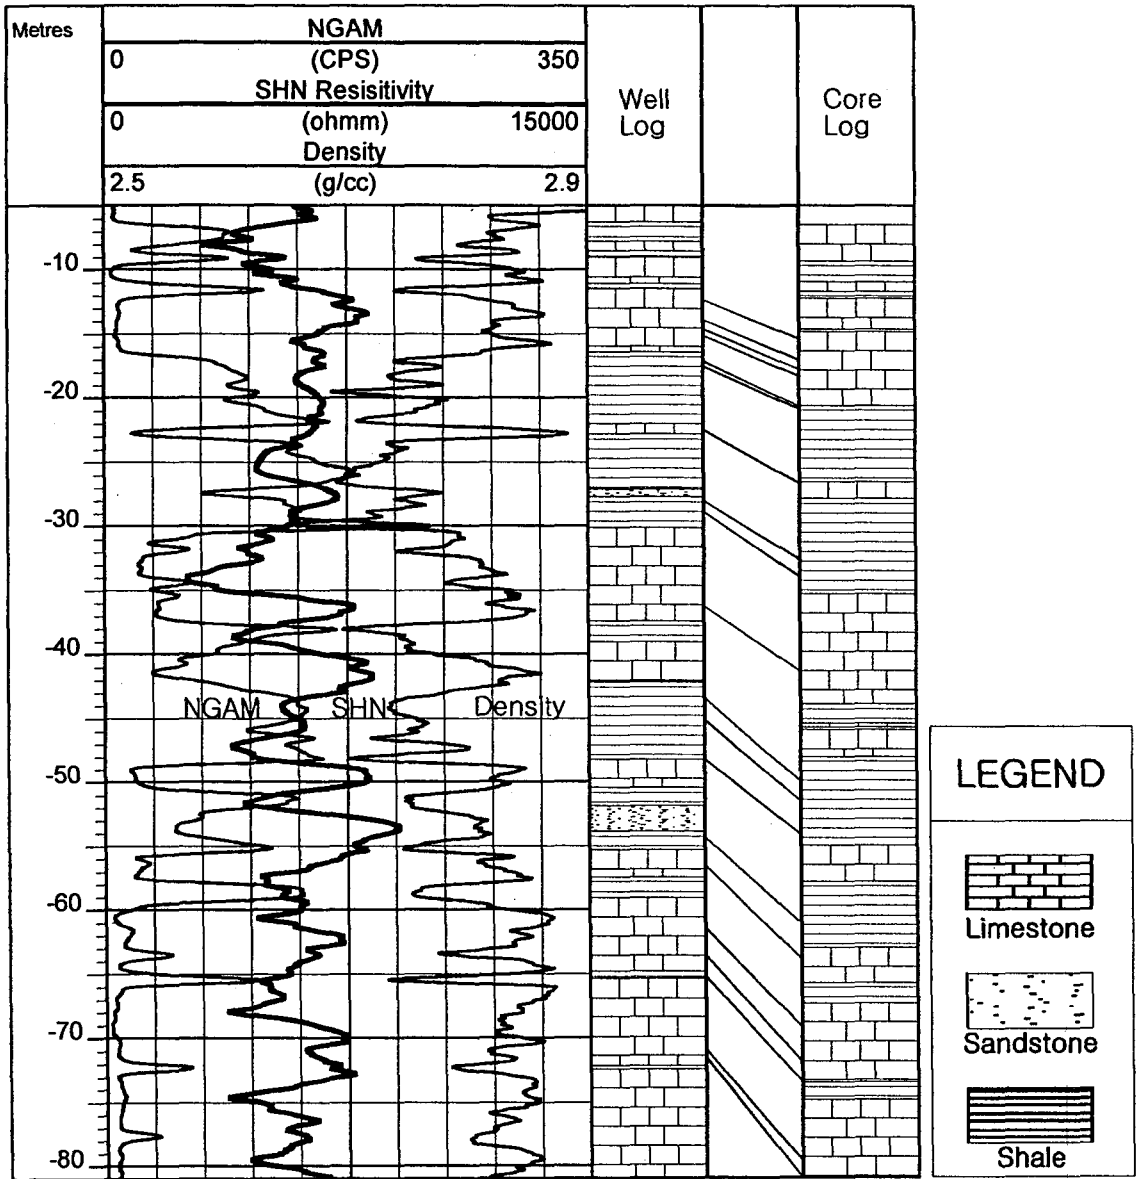 Metres
NGAM
0 (CPS) 350
SHN Resisitivity
0 (ohmm) 15000
Density
2.5 (g/cc) 2.9
Well
Log
Core
Log
-10
-20
-30
-40
NGAM SHN Density
-50
-60
-70
-80
LEGEND
Limestone
Sandstone
Shale